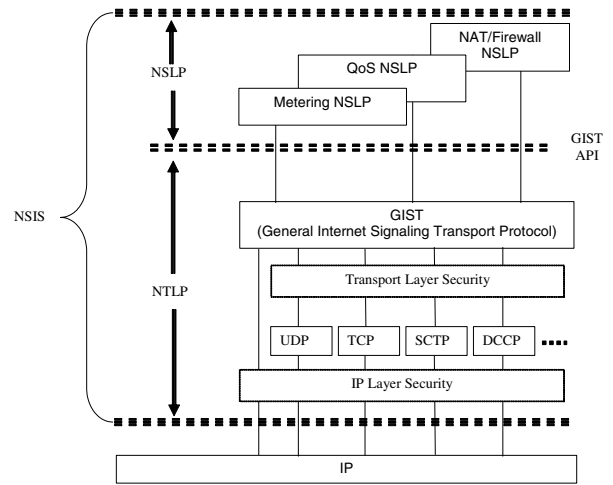 NAT/Firewall
NSLP
QoS NSLP
NSLP
Metering NSLP
GIST
API
NSIS
GIST
(General Internet Signaling Transport Protocol)
Transport Layer Security
NTLP
UDP
TCP
SCTP
DCCP
IP Layer Security
IP